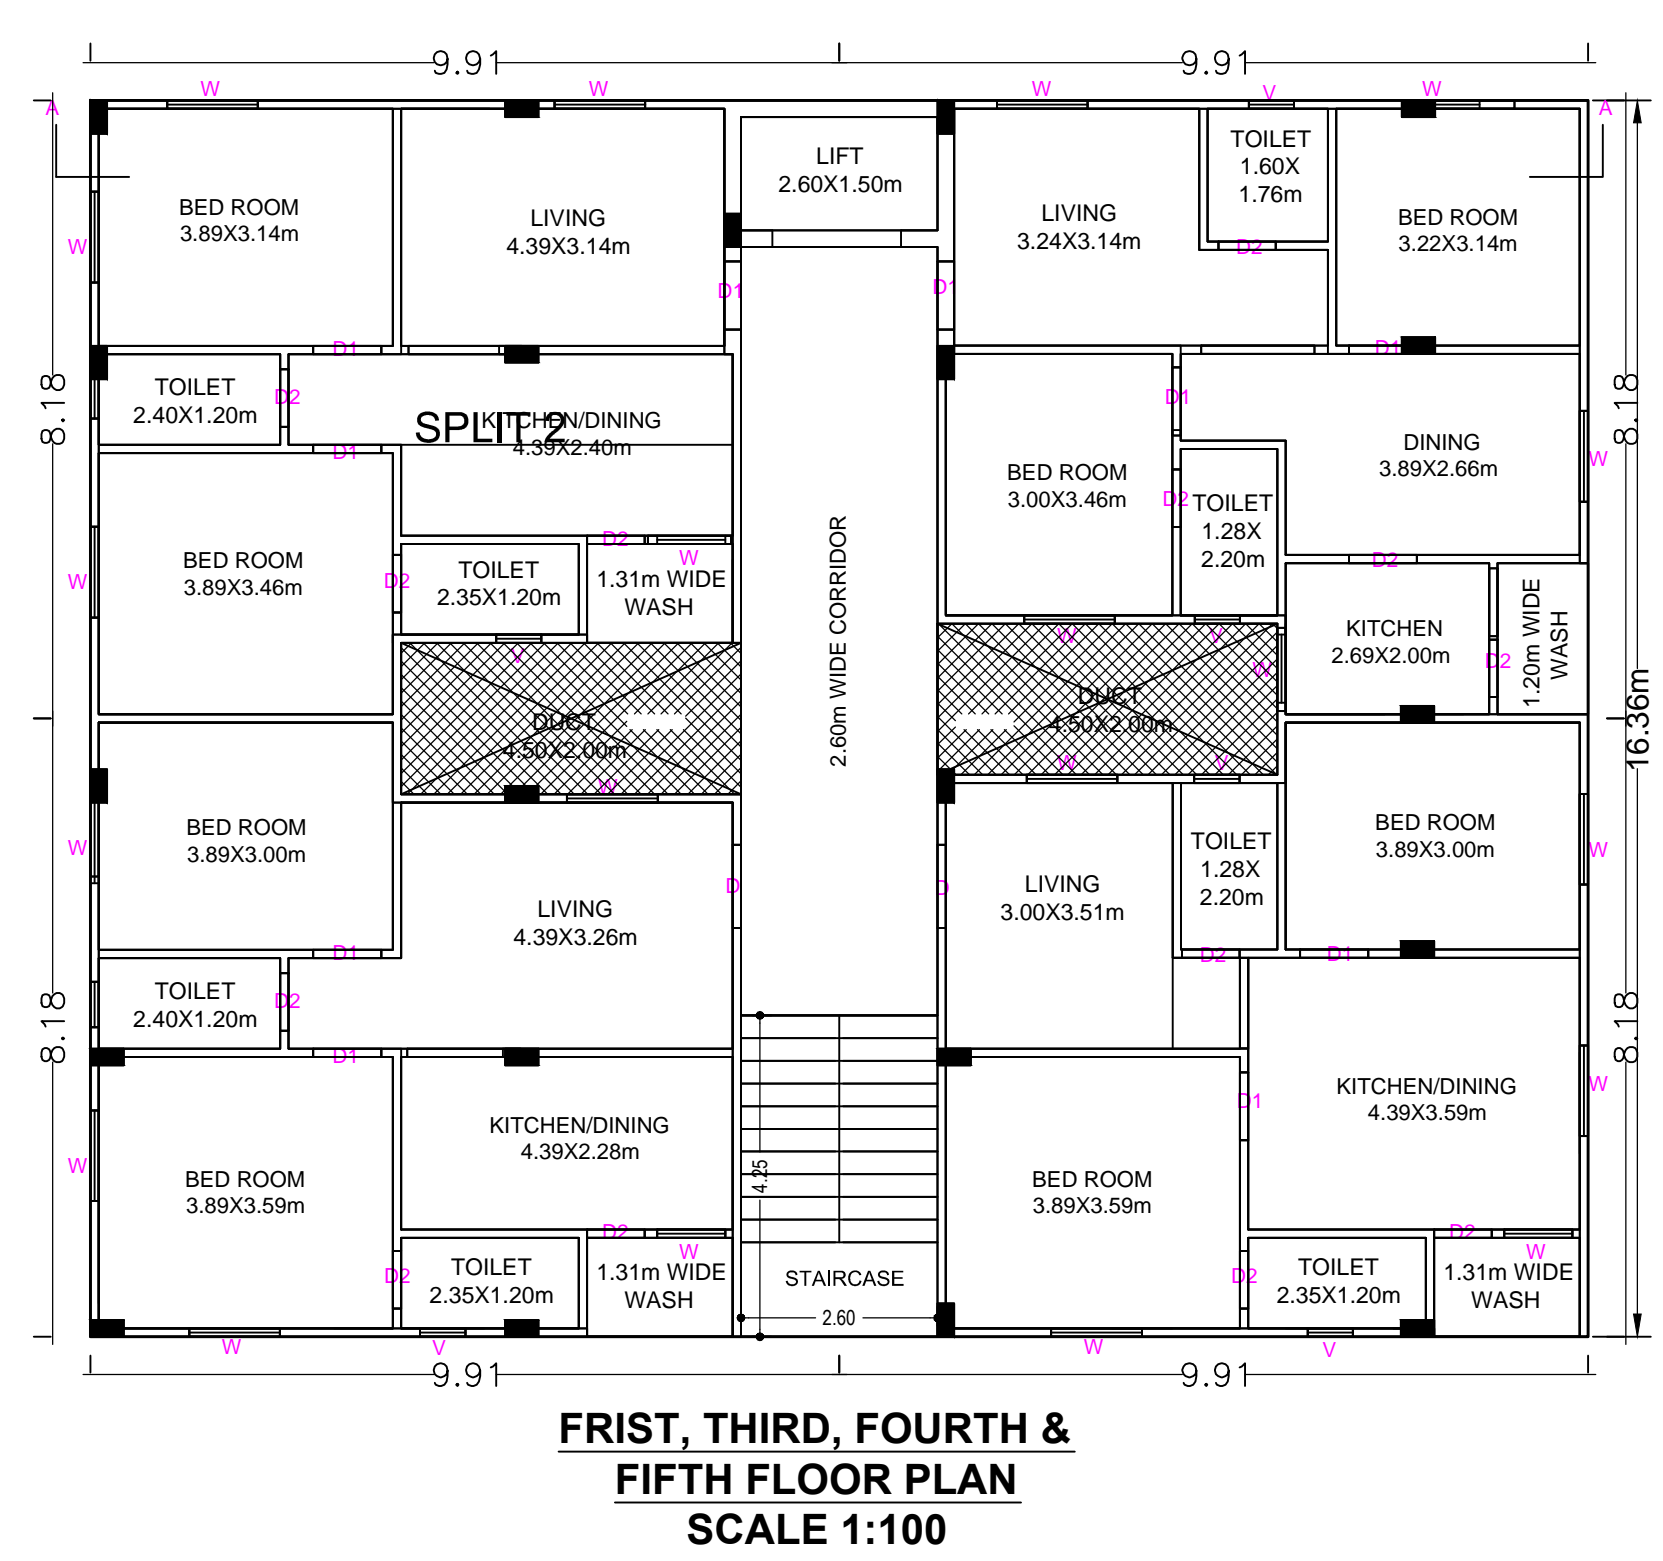 9.91
9.91
W
W
W
V
W
A
A
LIFT
2.60X1.50m
TOILET
1.60X
1.76m
BED ROOM
3.89X3.14m
LIVING
4.39X3.14m
LIVING
3.24X3.14m
BED ROOM
3.22X3.14m
W
D2
D1
D1
D1
D1
8.18
TOILET
2.40X1.20m
D2
SPLIT 2
KITCHEN/DINING
4.39X2.40m
D1
D1
8.18
DINING
3.89X2.66m
W
BED ROOM
3.00X3.46m
D2
TOILET
1.28X
2.20m
BED ROOM
3.89X3.46m
W
D2
D2
W
TOILET
2.35X1.20m
1.31m WIDE
WASH
2.60m WIDE CORRIDOR
D2
KITCHEN
2.69X2.00m
D2
1.20m WIDE
WASH
W
V
W
V
DUCT
4.50X2.00m
DUCT
4.50X2.00m
16.36m
W
W
V
BED ROOM
3.89X3.00m
W
LIVING
4.39X3.26m
D
D
LIVING
3.00X3.51m
TOILET
1.28X
2.20m
BED ROOM
3.89X3.00m
W
D1
D2
D1
8.18
TOILET
2.40X1.20m
D2
D1
8.18
KITCHEN/DINING
4.39X2.28m
KITCHEN/DINING
4.39X3.59m
D1
W
W
BED ROOM
3.89X3.59m
4.25
BED ROOM
3.89X3.59m
D2
W
D2
W
D2
TOILET
2.35X1.20m
1.31m WIDE
WASH
STAIRCASE
2.60
D2
TOILET
2.35X1.20m
1.31m WIDE
WASH
W
V
W
V
9.91
9.91
FRIST, THIRD, FOURTH &
FIFTH FLOOR PLAN
SCALE 1:100